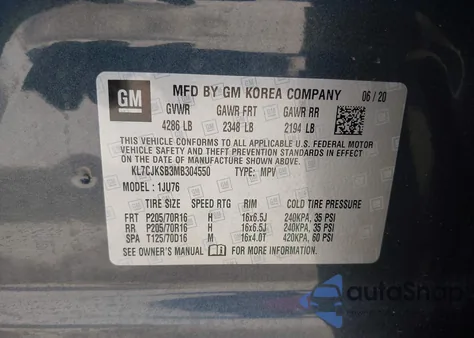 GM
MFD BY GM KOREA COMPANY 06 / 20
GVWR GAWR FRT GAWR RR
4286 LB 2348 LB 2194 LB
THIS VEHICLE CONFORMS TO ALL APPLICABLE U.S. FEDERAL
MOTOR VEHICLE SAFETY STANDARDS IN EFFECT ON THE
DATE OF MANUFACTURE SHOWN ABOVE.
KL7CJKSB3MB304550 TYPE: MPV
MODEL: 1JU76
TIRE SIZE SPEED RTG RIM COLD TIRE PRESSURE
FRT P205/70R16 H 16x6.5J 240KPA, 35 PSI
RR P205/70R16 H 16x6.5J 240KPA, 35 PSI
SPA T125/70D16 M 16x4.0T 420KPA, 60 PSI
SEE OWNER'S MANUAL FOR MORE INFORMATION.
autoShop